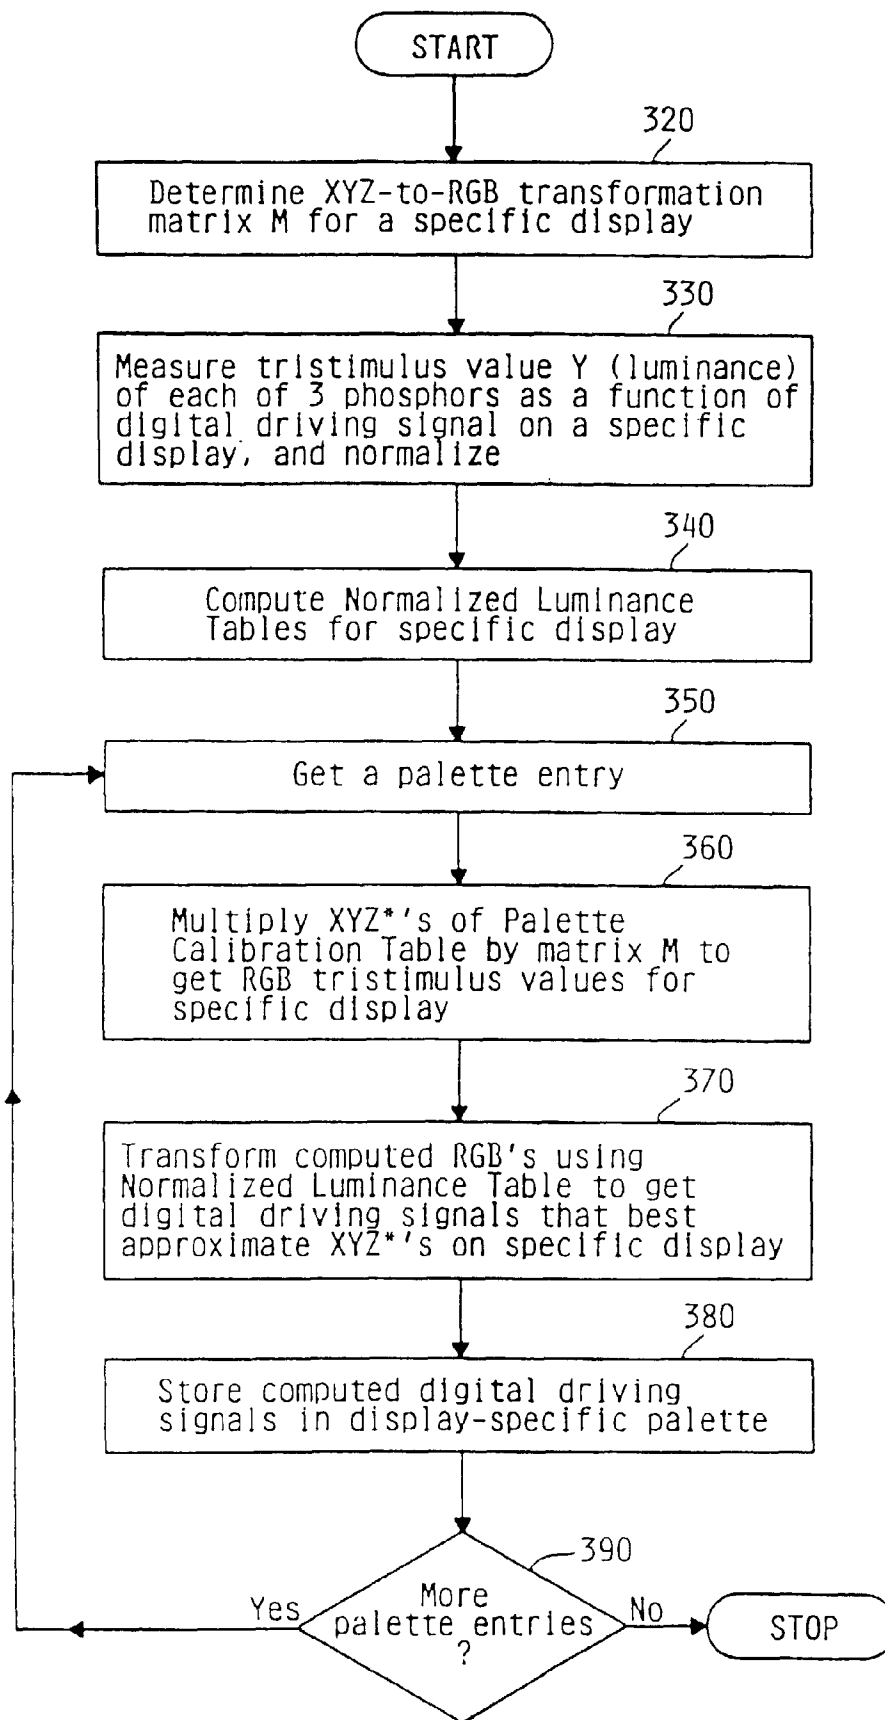 START
320
Determine XYZ-to-RGB transformation
matrix M for a specific display
330
Measure tristimulus value Y (luminance)
of each of 3 phosphors as a function of
digital driving signal on a specific
display, and normalize
340
Compute Normalized Luminance
Tables for specific display
350
Get a palette entry
360
Multiply XYZ*'s of Palette
Calibration Table by matrix M to
get RGB tristimulus values for
specific display
370
Transform computed RGB's using
Normalized Luminance Table to get
digital driving signals that best
approximate XYZ*'s on specific display
380
Store computed digital driving
signals in display-specific palette
390
More
palette entries
?
Yes
No
STOP